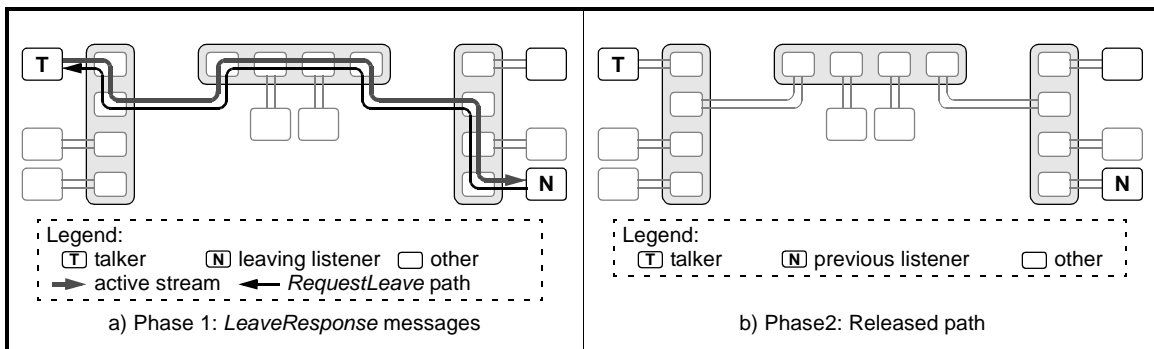 T
N
Legend:
T talker N leaving listener other
active stream RequestLeave path
a) Phase 1: LeaveResponse messages
T
N
Legend:
T talker N previous listener other
b) Phase2: Released path